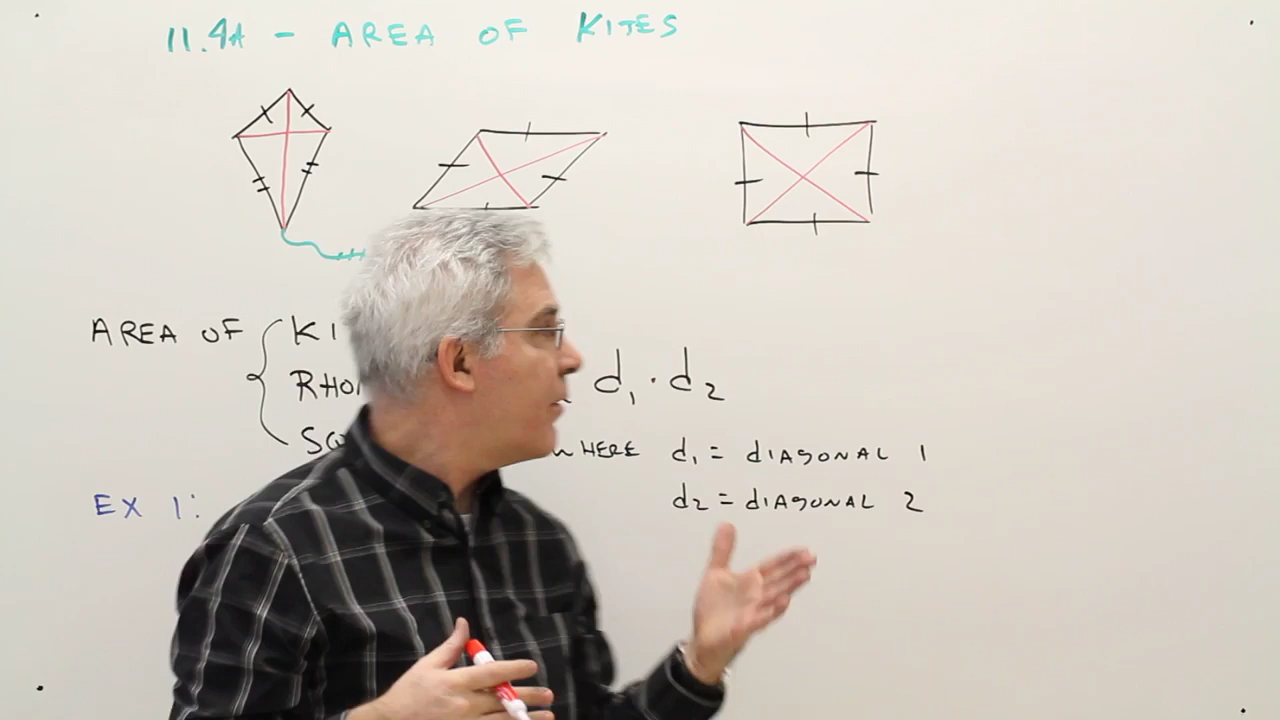 11.4A - AREA OF KITES
AREA OF { KI
RHO
d₁ · d₂
SQ
WHERE d₁ = DIAGONAL 1
d₂ = DIAGONAL 2
EX 1: